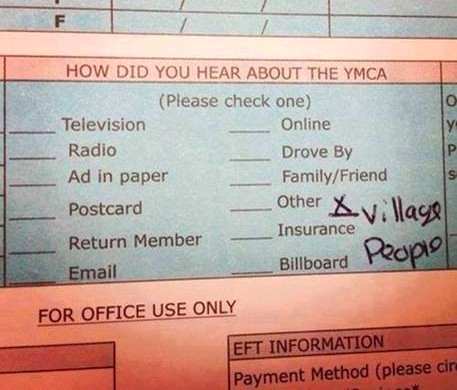 F / /
HOW DID YOU HEAR ABOUT THE YMCA
(Please check one)
Television
Online
Radio
Drove By
Ad in paper
Family/Friend
Postcard
Other X Village
People
Return Member
Insurance
Email
Billboard
FOR OFFICE USE ONLY
EFT INFORMATION
Payment Method (please cir